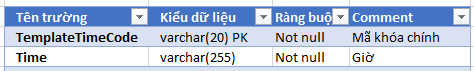 Tên trường Kiểu dữ liệu Ràng buộ Comment
TemplateTimeCode varchar(20) PK Not null Mã khóa chính
Time varchar(255) Not null Giờ